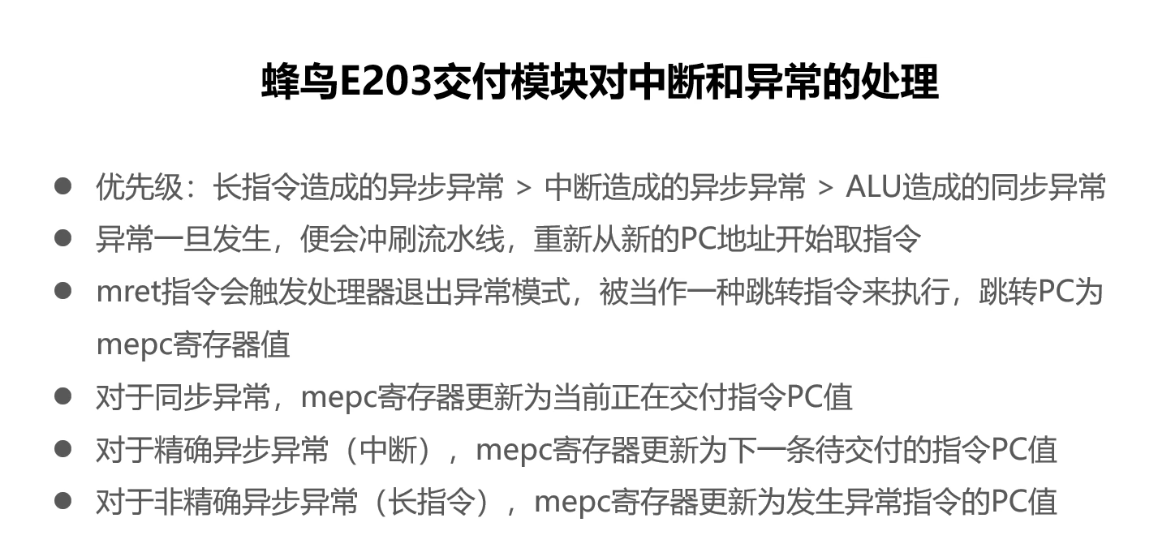 蜂鸟E203交付模块对中断和异常的处理
● 优先级：长指令造成的异步异常 > 中断造成的异步异常 > ALU造成的同步异常
● 异常一旦发生，便会冲刷流水线，重新从新的PC地址开始取指令
● mret指令会触发处理器退出异常模式，被当作一种跳转指令来执行，跳转PC为
mepc寄存器值
● 对于同步异常，mepc寄存器更新为当前正在交付指令PC值
● 对于精确异步异常（中断），mepc寄存器更新为下一条待交付的指令PC值
● 对于非精确异步异常（长指令），mepc寄存器更新为发生异常指令的PC值